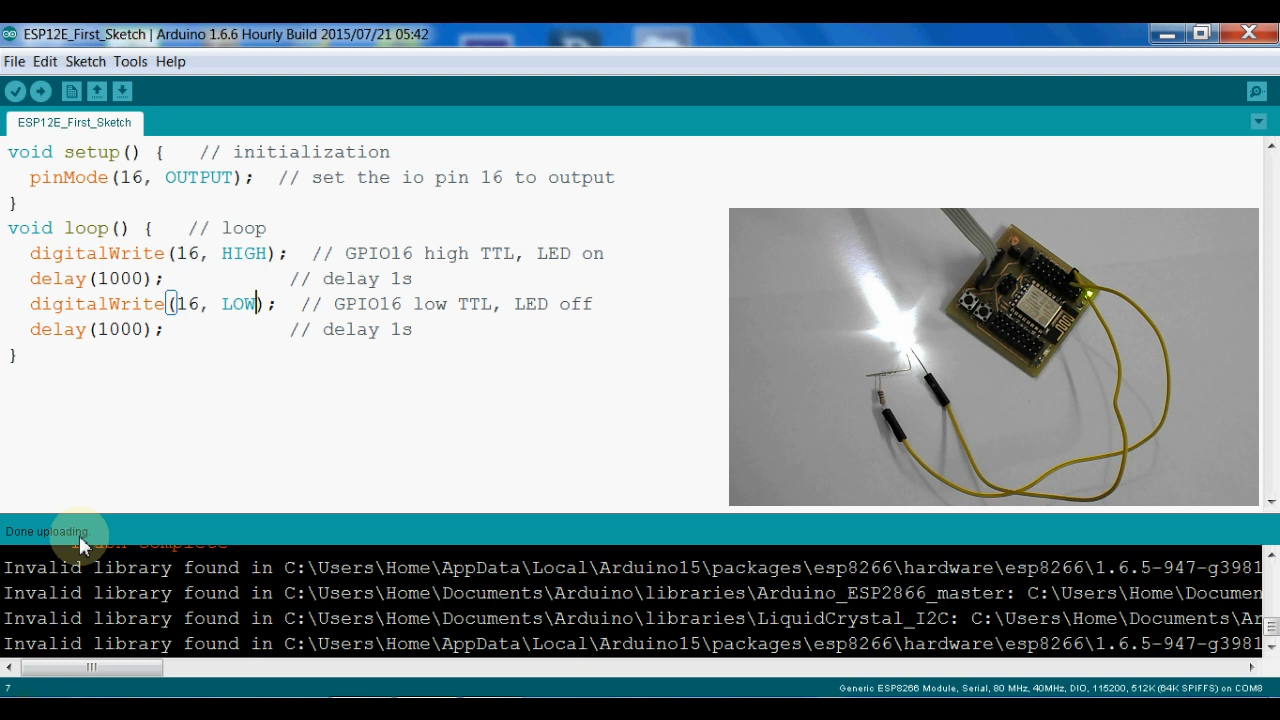 ESP12E_First_Sketch | Arduino 1.6.6 Hourly Build 2015/07/21 05:42
File Edit Sketch Tools Help
ESP12E_First_Sketch
void setup() {   // initialization
  pinMode(16, OUTPUT);  // set the io pin 16 to output
}
void loop() {   // loop
  digitalWrite(16, HIGH);  // GPIO16 high TTL, LED on
  delay(1000);           // delay 1s
  digitalWrite(16, LOW);  // GPIO16 low TTL, LED off
  delay(1000);           // delay 1s
}
Done uploading.
Invalid library found in C:\Users\Home\AppData\Local\Arduino15\packages\esp8266\hardware\esp8266\1.6.5-947-g3981
Invalid library found in C:\Users\Home\Documents\Arduino\libraries\Arduino_ESP2866_master: C:\Users\Home\Documen
Invalid library found in C:\Users\Home\Documents\Arduino\libraries\LiquidCrystal_I2C: C:\Users\Home\Documents\Ar
Invalid library found in C:\Users\Home\AppData\Local\Arduino15\packages\esp8266\hardware\esp8266\1.6.5-947-g3981
7
Generic ESP8266 Module, Serial, 80 MHz, 40MHz, DIO, 115200, 512K (64K SPIFFS) on COM8